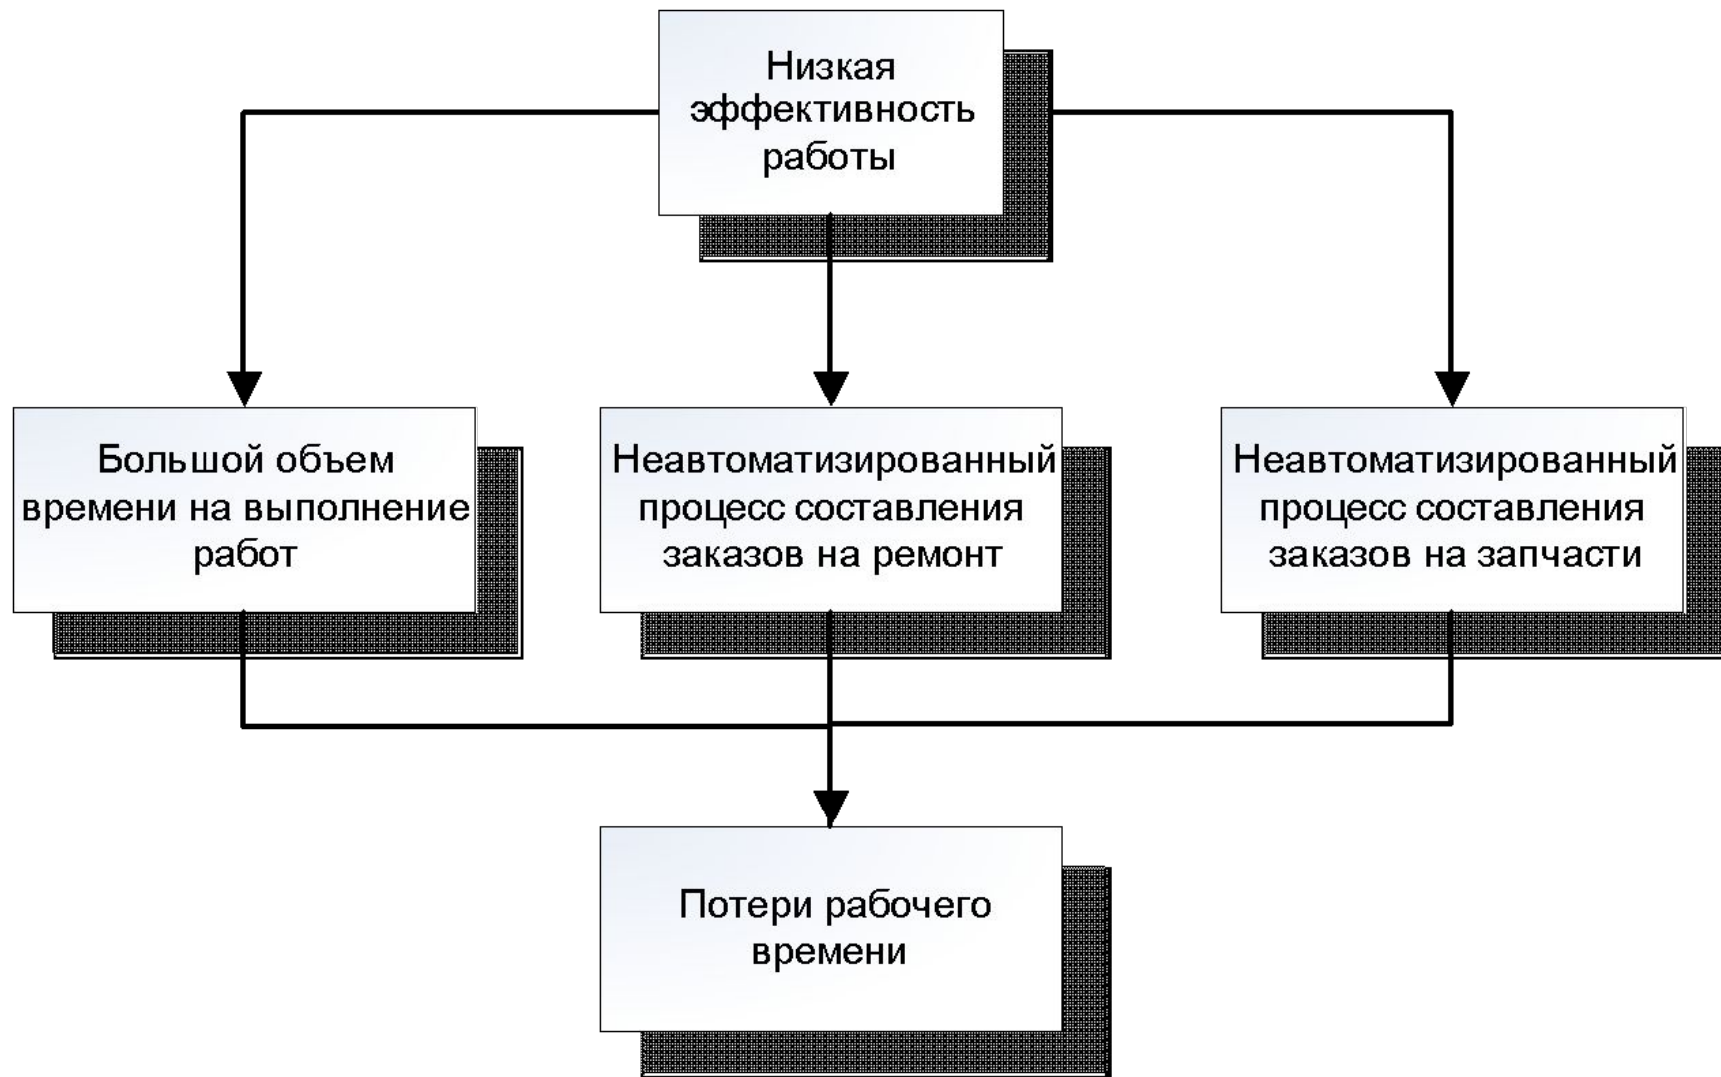 Низкая
эффективность
работы
Большой объем
времени на выполнение
работ
Неавтоматизированный
процесс составления
заказов на ремонт
Неавтоматизированный
процесс составления
заказов на запчасти
Потери рабочего
времени